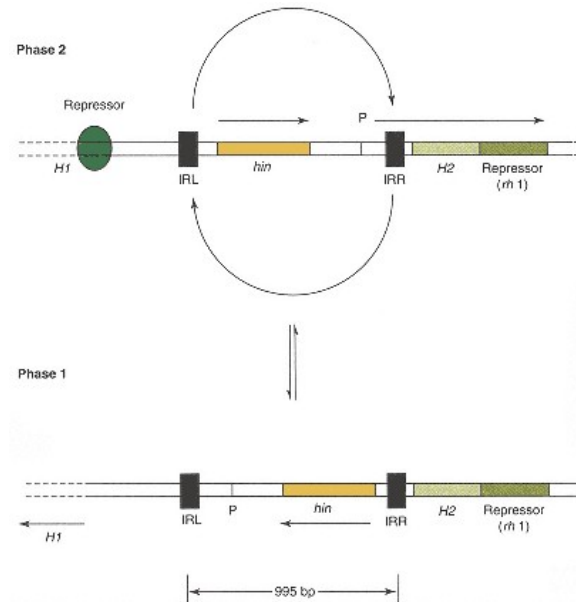 Phase 2
Repressor
P
H1
IRL
hin
IRR
H2
Repressor
(rh 1)
Phase 1
H1
IRL
P
hin
IRR
H2
Repressor
(rh 1)
995 bp